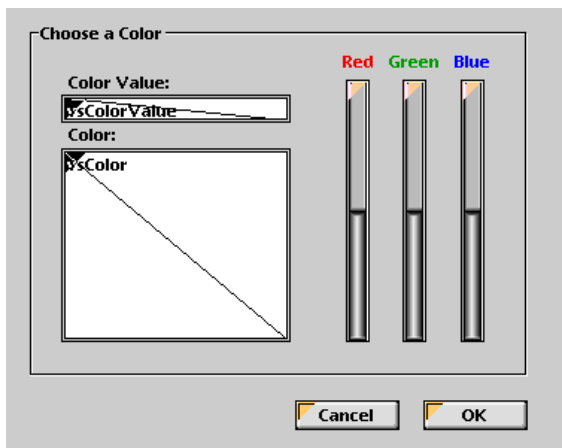 Choose a Color
Red Green Blue
Color Value:
vsColorValue
Color:
vsColor
Cancel OK